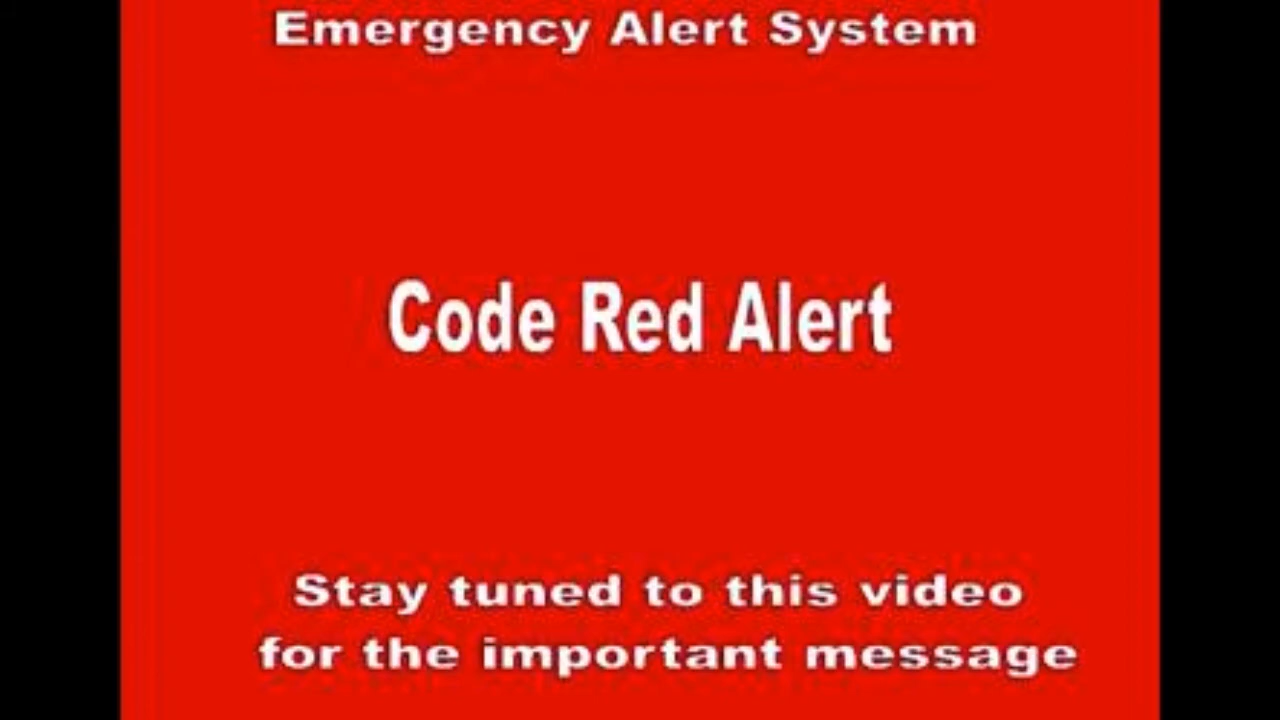 Emergency Alert System
Code Red Alert
Stay tuned to this video
for the important message